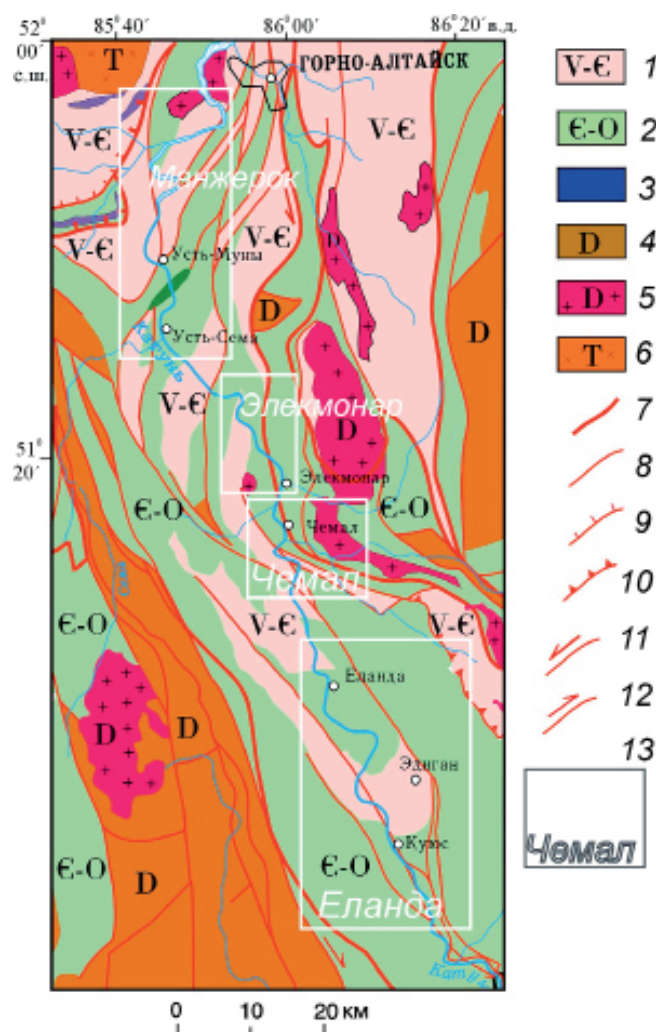 85°40´ 86°00´ 86°20´ в.д.
52°
00´
с.ш.
51°
20´
ГОРНО-АЛТАЙСК
T
V-Є
V-Є
Манжерок
V-Є
V-Є
D
Усть-Муны
D
D
Усть-Сема
Катунь
V-Є
Элекмонар
D
Элекмонар
Є-О
Є-О
Чемал
Чемал
V-Є
V-Є
Є-О
Еланда
D
D
Эдиган
Куюс
Є-О
Є-О
D
Еланда
0 10 20 км
V-Є 1
Є-О 2
3
D 4
D 5
T 6
7
8
9
10
11
12
13
Чемал